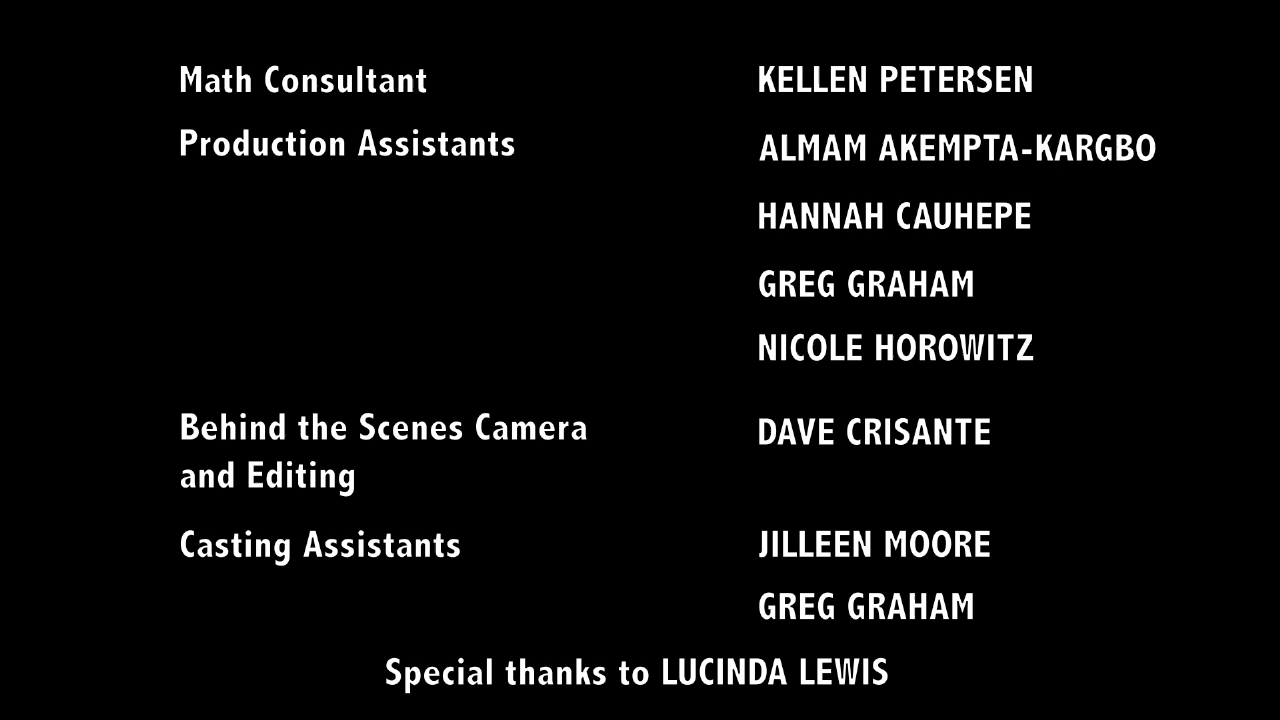 Math Consultant KELLEN PETERSEN
Production Assistants ALMAM AKEMPTA-KARGBO
HANNAH CAUHEPE
GREG GRAHAM
NICOLE HOROWITZ
Behind the Scenes Camera DAVE CRISANTE
and Editing
Casting Assistants JILLEEN MOORE
GREG GRAHAM
Special thanks to LUCINDA LEWIS